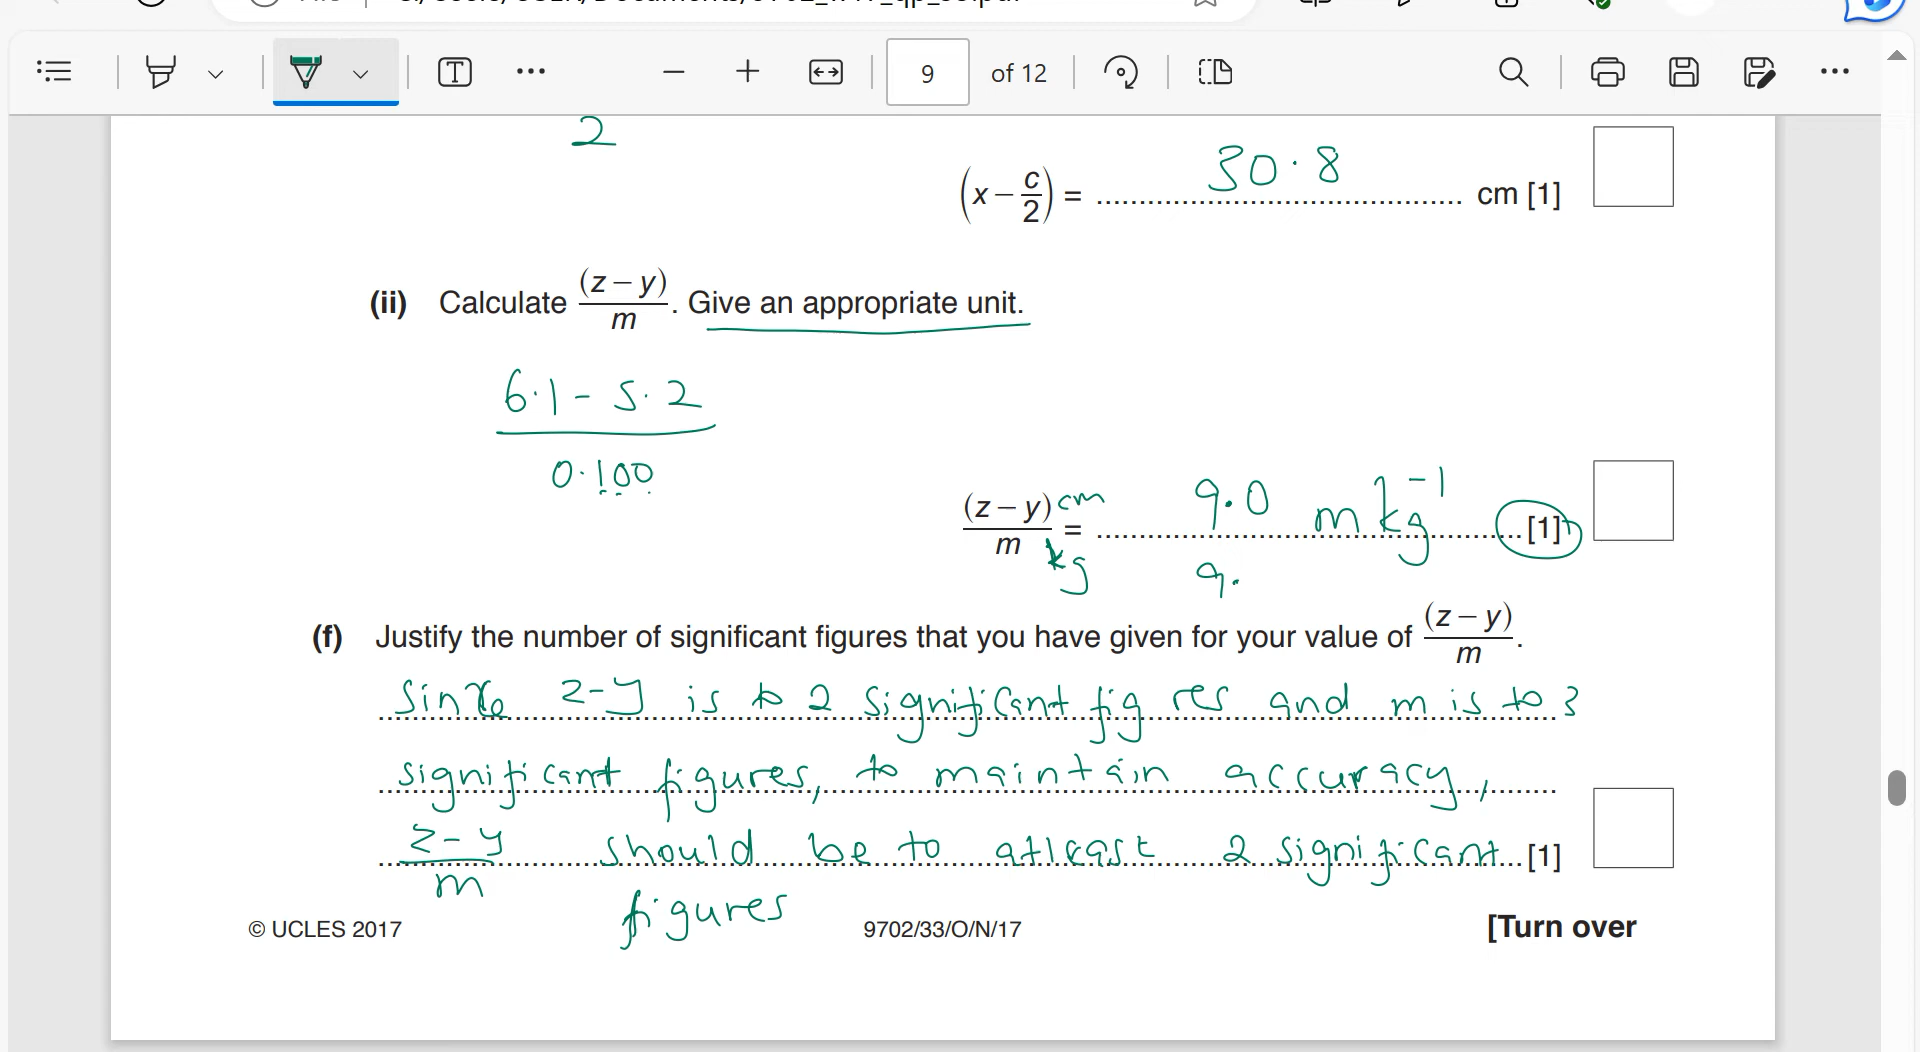 9 of 12
2
(x − c/2) = 30.8 cm [1]
(ii) Calculate (z − y)/m. Give an appropriate unit.
6.1 - 5.2
0.100
(z − y)/m cm kg = 9.0 m kg⁻¹ [1]
9.
(f) Justify the number of significant figures that you have given for your value of (z − y)/m.
Since z-y is to 2 significant fig res and m is to 3
significant figures, to maintain accuracy,
z-y/m should be to atleast 2 significant [1]
figures
© UCLES 2017 9702/33/O/N/17 [Turn over